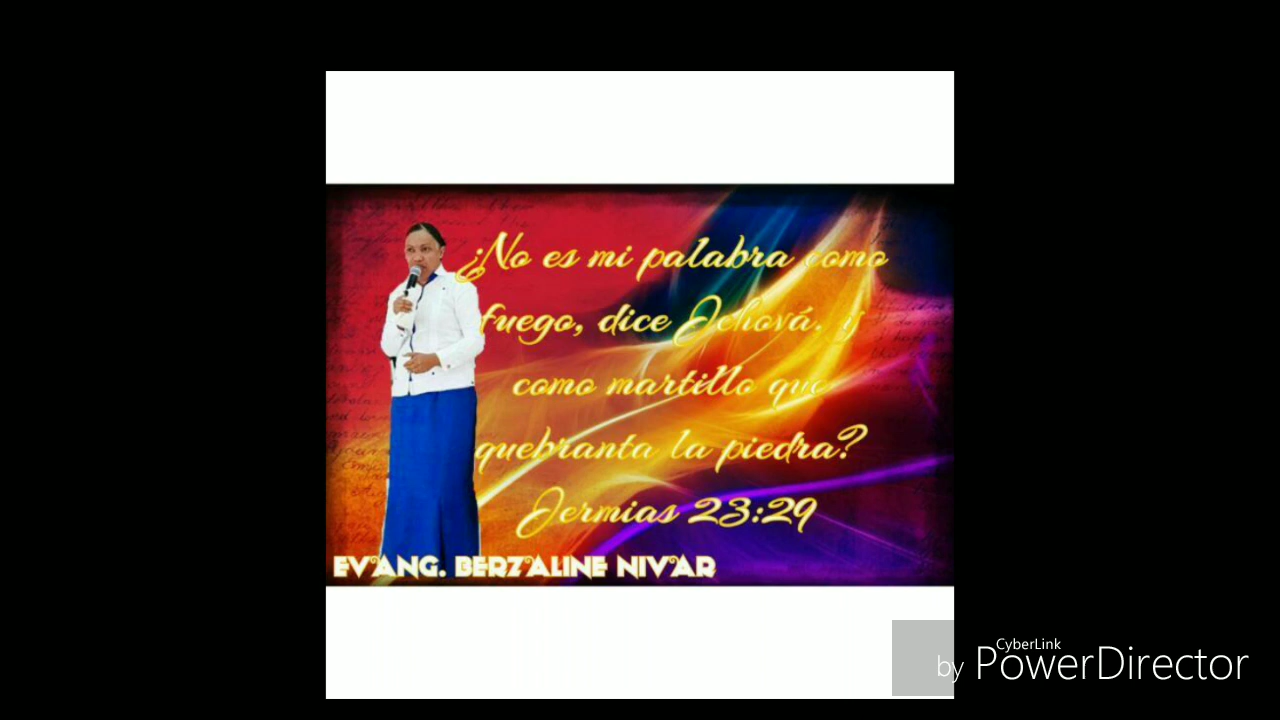 ¿No es mi palabra como
fuego, dice Jehová. y
como martillo que
quebranta la piedra?
Jermias 23:29
EVANG. BERZALINE NIVAR
CyberLink
by PowerDirector